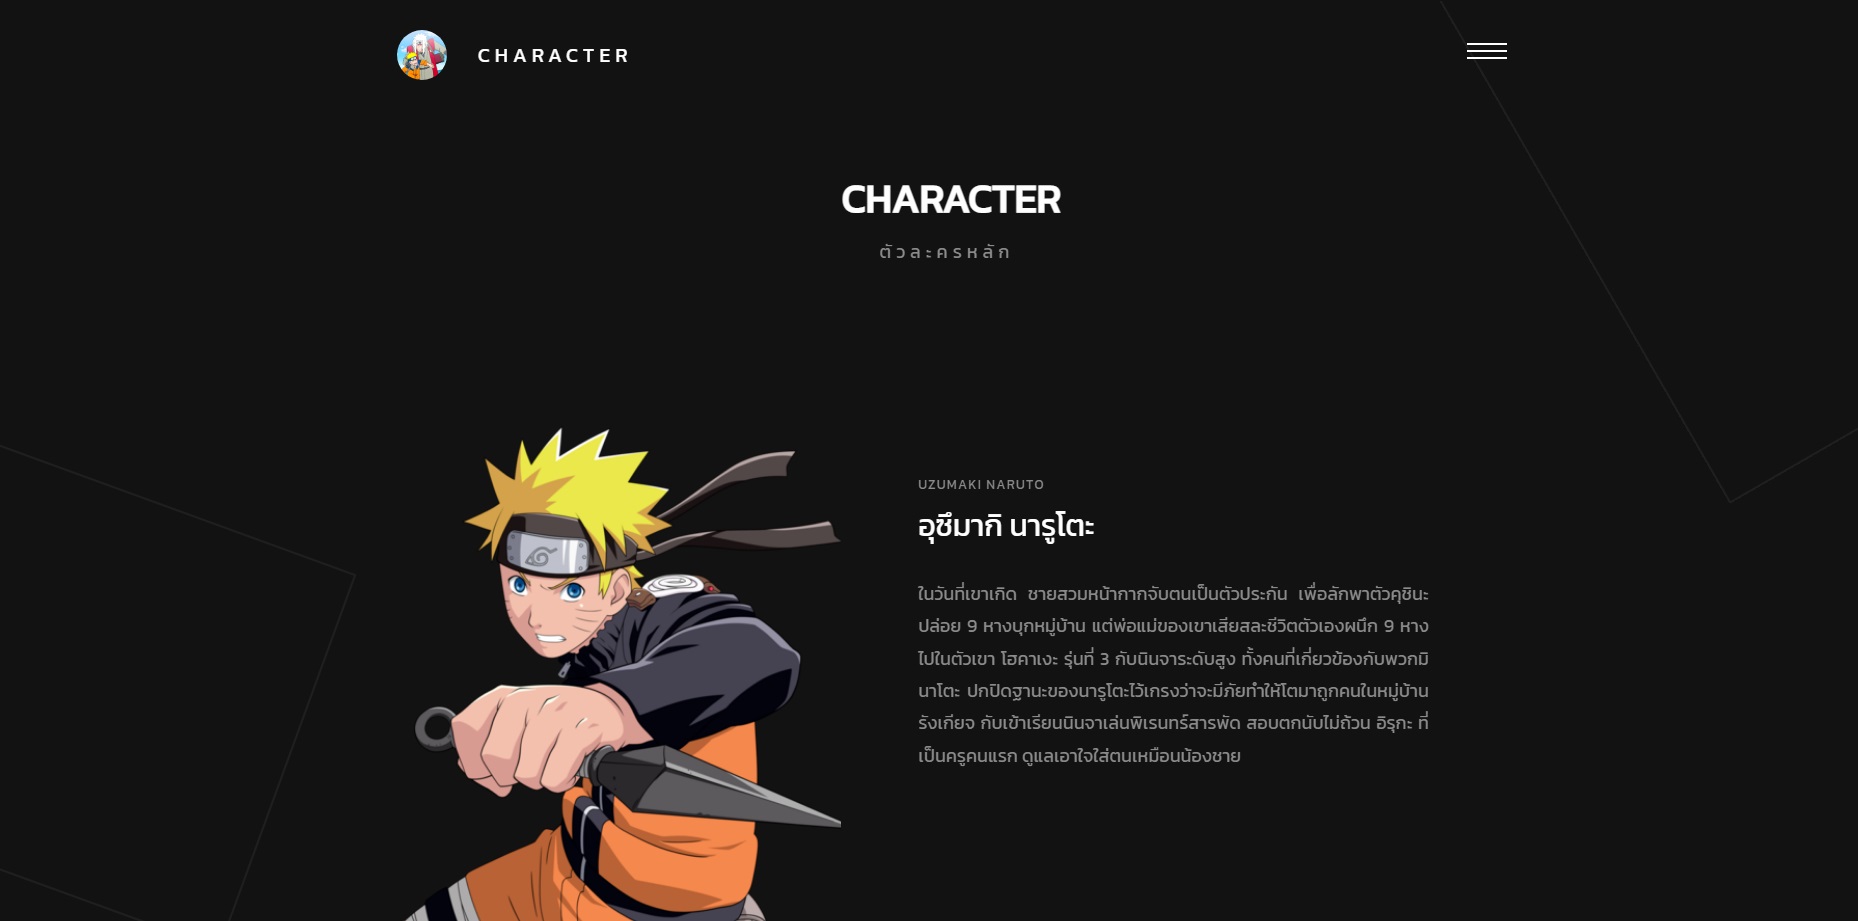 CHARACTER
CHARACTER
ตัวละครหลัก
UZUMAKI NARUTO
อุซึมากิ นารูโตะ
ในวันที่เขาเกิด ชายสวมหน้ากากจับตนเป็นตัวประกัน เพื่อลักพาตัวคุชินะ
ปล่อย 9 หางบุกหมู่บ้าน แต่พ่อแม่ของเขาเสียสละชีวิตตัวเองผนึก 9 หาง
ไปในตัวเขา โฮคาเงะ รุ่นที่ 3 กับนินจาระดับสูง ทั้งคนที่เกี่ยวข้องกับพวกมิ
นาโตะ ปกปิดฐานะของนารูโตะไว้เกรงว่าจะมีภัยทำให้โตมาถูกคนในหมู่บ้าน
รังเกียจ กับเข้าเรียนนินจาเล่นพิเรนทร์สารพัด สอบตกนับไม่ถ้วน อิรุกะ ที่
เป็นครูคนแรก ดูแลเอาใจใส่ตนเหมือนน้องชาย